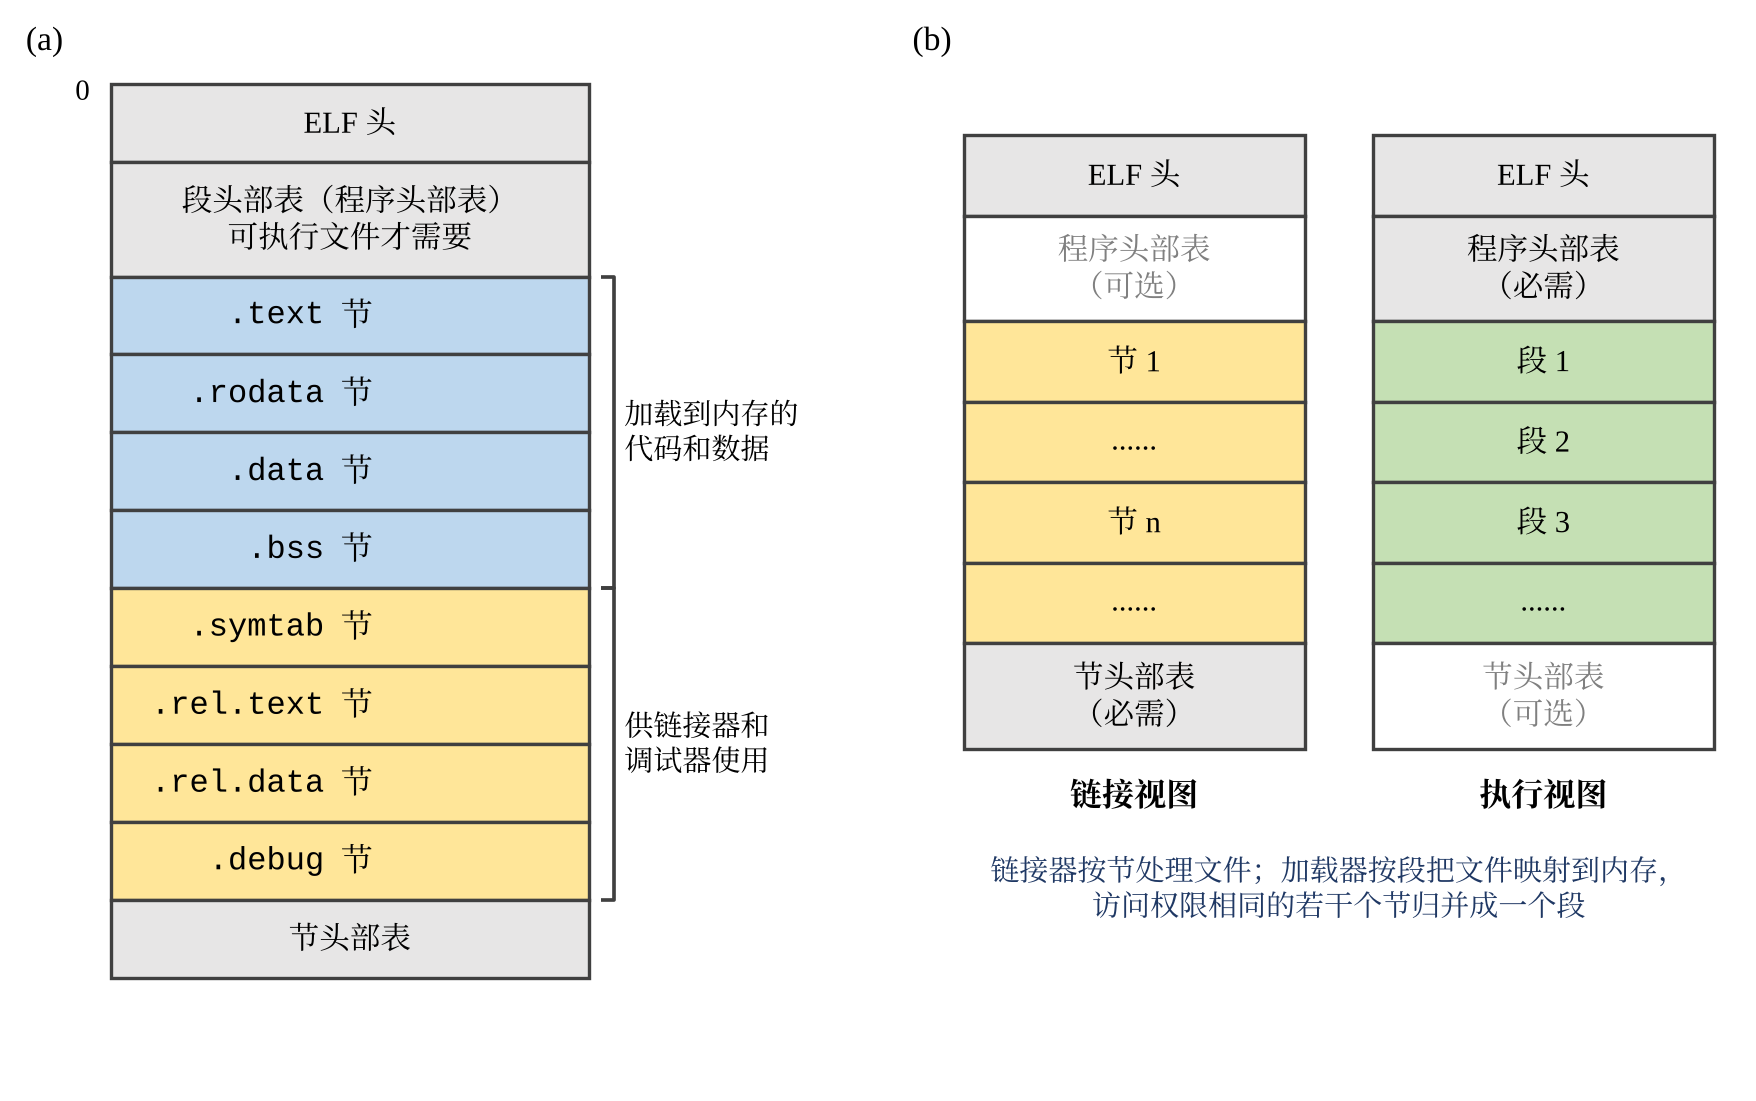 (a)
0
ELF 头
段头部表（程序头部表）
可执行文件才需要
.text 节
.rodata 节
.data 节
.bss 节
.symtab 节
.rel.text 节
.rel.data 节
.debug 节
节头部表
加载到内存的
代码和数据
供链接器和
调试器使用
(b)
ELF 头
程序头部表
（可选）
节 1
......
节 n
......
节头部表
（必需）
链接视图
ELF 头
程序头部表
（必需）
段 1
段 2
段 3
......
节头部表
（可选）
执行视图
链接器按节处理文件；加载器按段把文件映射到内存，
访问权限相同的若干个节归并成一个段